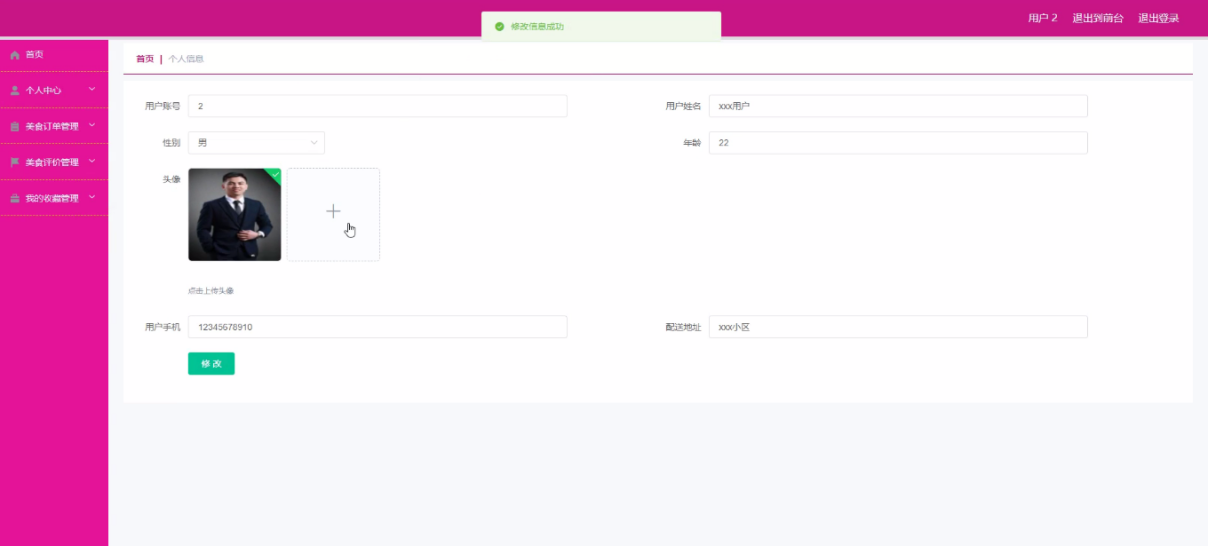 修改信息成功
用户 2 退出到前台 退出登录
首页
个人中心
美食订单管理
美食评价管理
我的收藏管理
首页 | 个人信息
用户账号 2
用户姓名 xxx用户
性别 男
年龄 22
头像
点击上传头像
用户手机 12345678910
配送地址 xxx小区
修 改